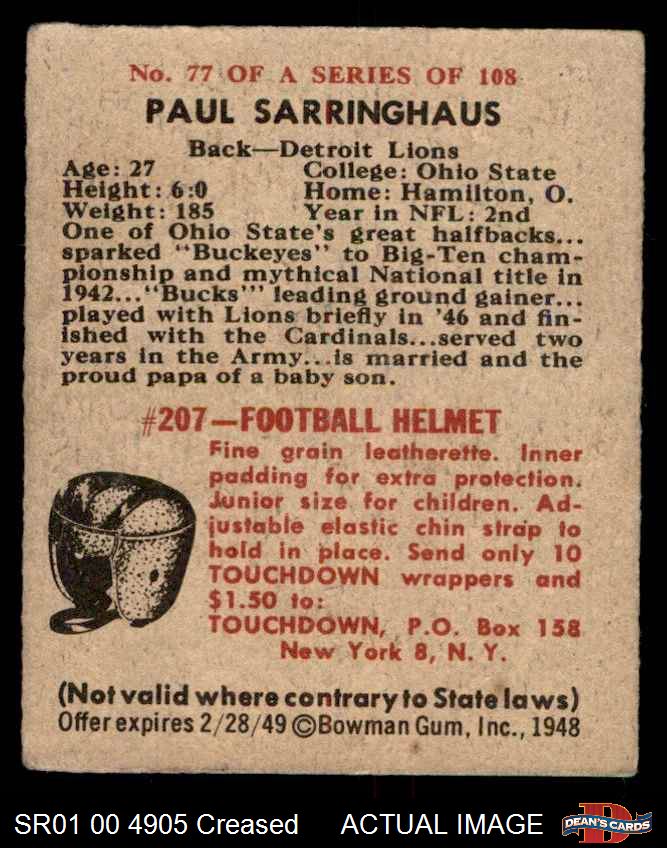 No. 77 OF A SERIES OF 108
PAUL SARRINGHAUS
Back—Detroit Lions
Age: 27 College: Ohio State
Height: 6:0 Home: Hamilton, O.
Weight: 185 Year in NFL: 2nd
One of Ohio State's great halfbacks...
sparked "Buckeyes" to Big-Ten cham-
pionship and mythical National title in
1942..."Bucks'" leading ground gainer...
played with Lions briefly in '46 and fin-
ished with the Cardinals...served two
years in the Army...is married and the
proud papa of a baby son.
#207—FOOTBALL HELMET
Fine grain leatherette. Inner
padding for extra protection.
Junior size for children. Ad-
justable elastic chin strap to
hold in place. Send only 10
TOUCHDOWN wrappers and
$1.50 to:
TOUCHDOWN, P.O. Box 158
New York 8, N. Y.
(Not valid where contrary to State laws)
Offer expires 2/28/49 ©Bowman Gum, Inc., 1948
SR01 00 4905 Creased ACTUAL IMAGE
DEAN'S CARDS